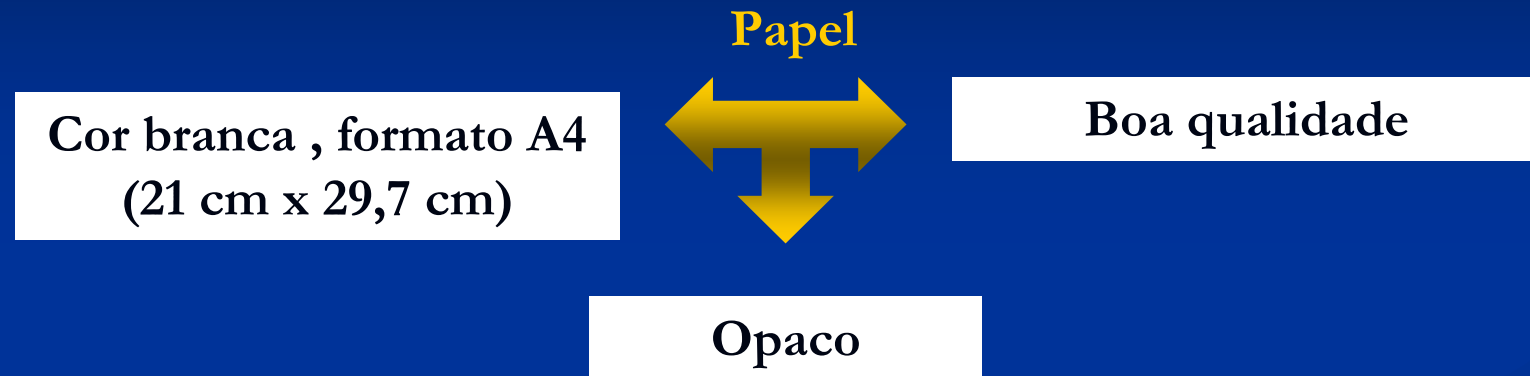 Papel
Cor branca , formato A4
(21 cm x 29,7 cm)
Boa qualidade
Opaco